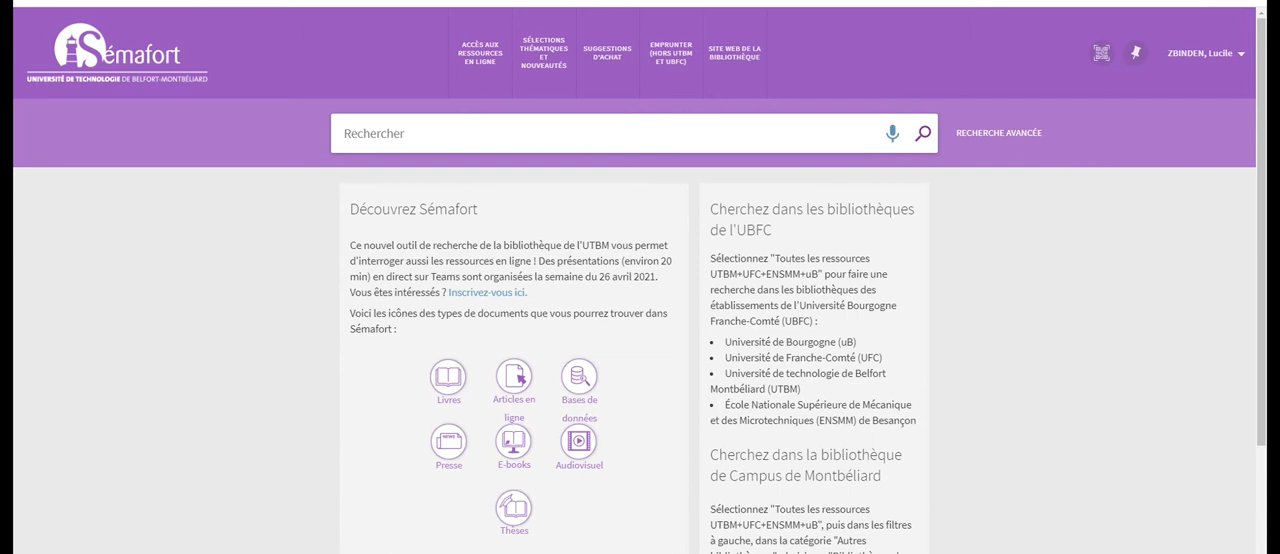 Sémafort
UNIVERSITÉ DE TECHNOLOGIE DE BELFORT-MONTBÉLIARD
ACCÈS AUX
RESSOURCES
EN LIGNE
SÉLECTIONS
THÉMATIQUES
ET
NOUVEAUTÉS
SUGGESTIONS
D'ACHAT
EMPRUNTER
(HORS UTBM
ET UBFC)
SITE WEB DE LA
BIBLIOTHÈQUE
ZBINDEN, Lucile
Rechercher
RECHERCHE AVANCÉE
Découvrez Sémafort
Ce nouvel outil de recherche de la bibliothèque de l'UTBM vous permet
d'interroger aussi les ressources en ligne ! Des présentations (environ 20
min) en direct sur Teams sont organisées la semaine du 26 avril 2021.
Vous êtes intéressés ? Inscrivez-vous ici.
Voici les icônes des types de documents que vous pourrez trouver dans
Sémafort :
Livres
Articles en
ligne
Bases de
données
NEWS
Presse
E-books
Audiovisuel
Thèses
Cherchez dans les bibliothèques
de l'UBFC
Sélectionnez "Toutes les ressources
UTBM+UFC+ENSMM+uB" pour faire une
recherche dans les bibliothèques des
établissements de l'Université Bourgogne
Franche-Comté (UBFC) :
• Université de Bourgogne (uB)
• Université de Franche-Comté (UFC)
• Université de technologie de Belfort
Montbéliard (UTBM)
• École Nationale Supérieure de Mécanique
et des Microtechniques (ENSMM) de Besançon
Cherchez dans la bibliothèque
de Campus de Montbéliard
Sélectionnez "Toutes les ressources
UTBM+UFC+ENSMM+uB", puis dans les filtres
à gauche, dans la catégorie "Autres